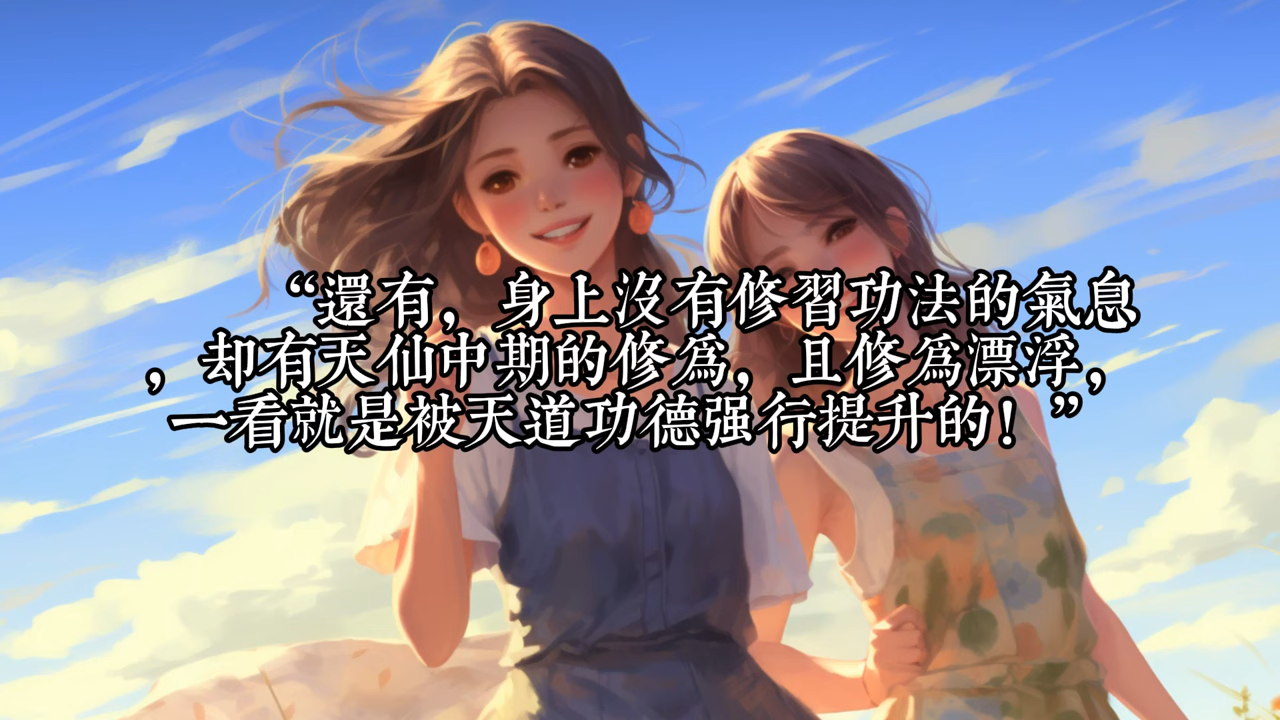 “還有，身上沒有修習功法的氣息
，却有天仙中期的修爲，且修爲漂浮，
一看就是被天道功德强行提升的！”